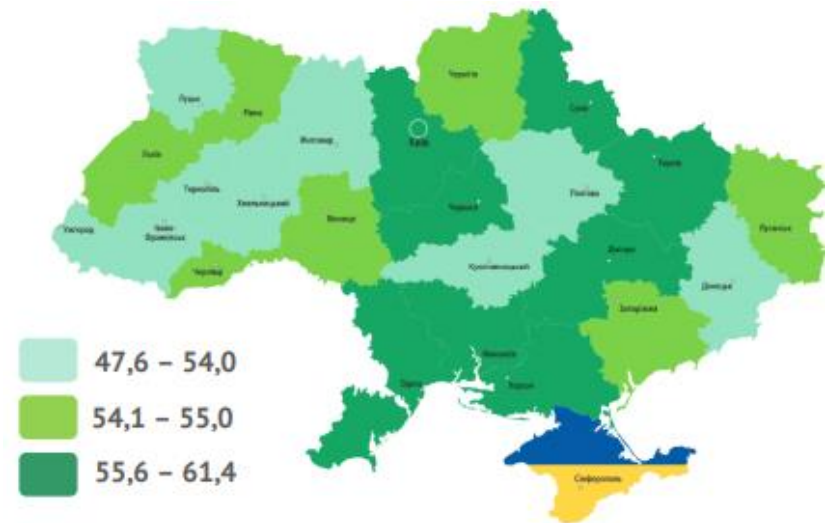 Чернігів
Луцьк
Рівне
Суми
Житомир
Київ
Львів
Харків
Тернопіль
Хмельницький
Черкаси
Полтава
Вінниця
Луганськ
Ужгород
Івано-
Франківськ
Дніпро
Кропивницький
Чернівці
Донецьк
Запоріжжя
Миколаїв
Одеса
Херсон
47,6 – 54,0
54,1 – 55,0
55,6 – 61,4
Сімферополь